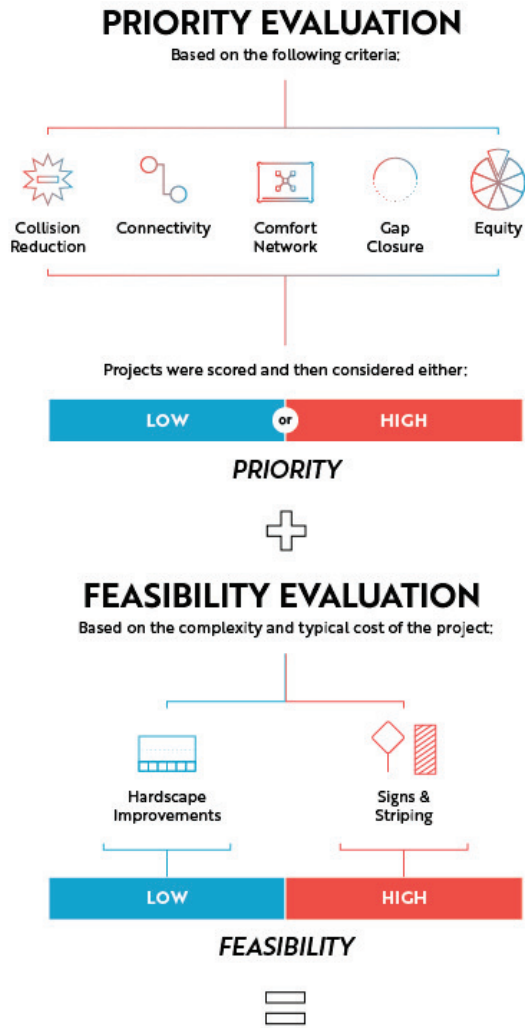 PRIORITY EVALUATION
Based on the following criteria:
Collision
Reduction
Connectivity
Comfort
Network
Gap
Closure
Equity
Projects were scored and then considered either:
LOW or HIGH
PRIORITY
FEASIBILITY EVALUATION
Based on the complexity and typical cost of the project:
Hardscape
Improvements
Signs &
Striping
LOW HIGH
FEASIBILITY